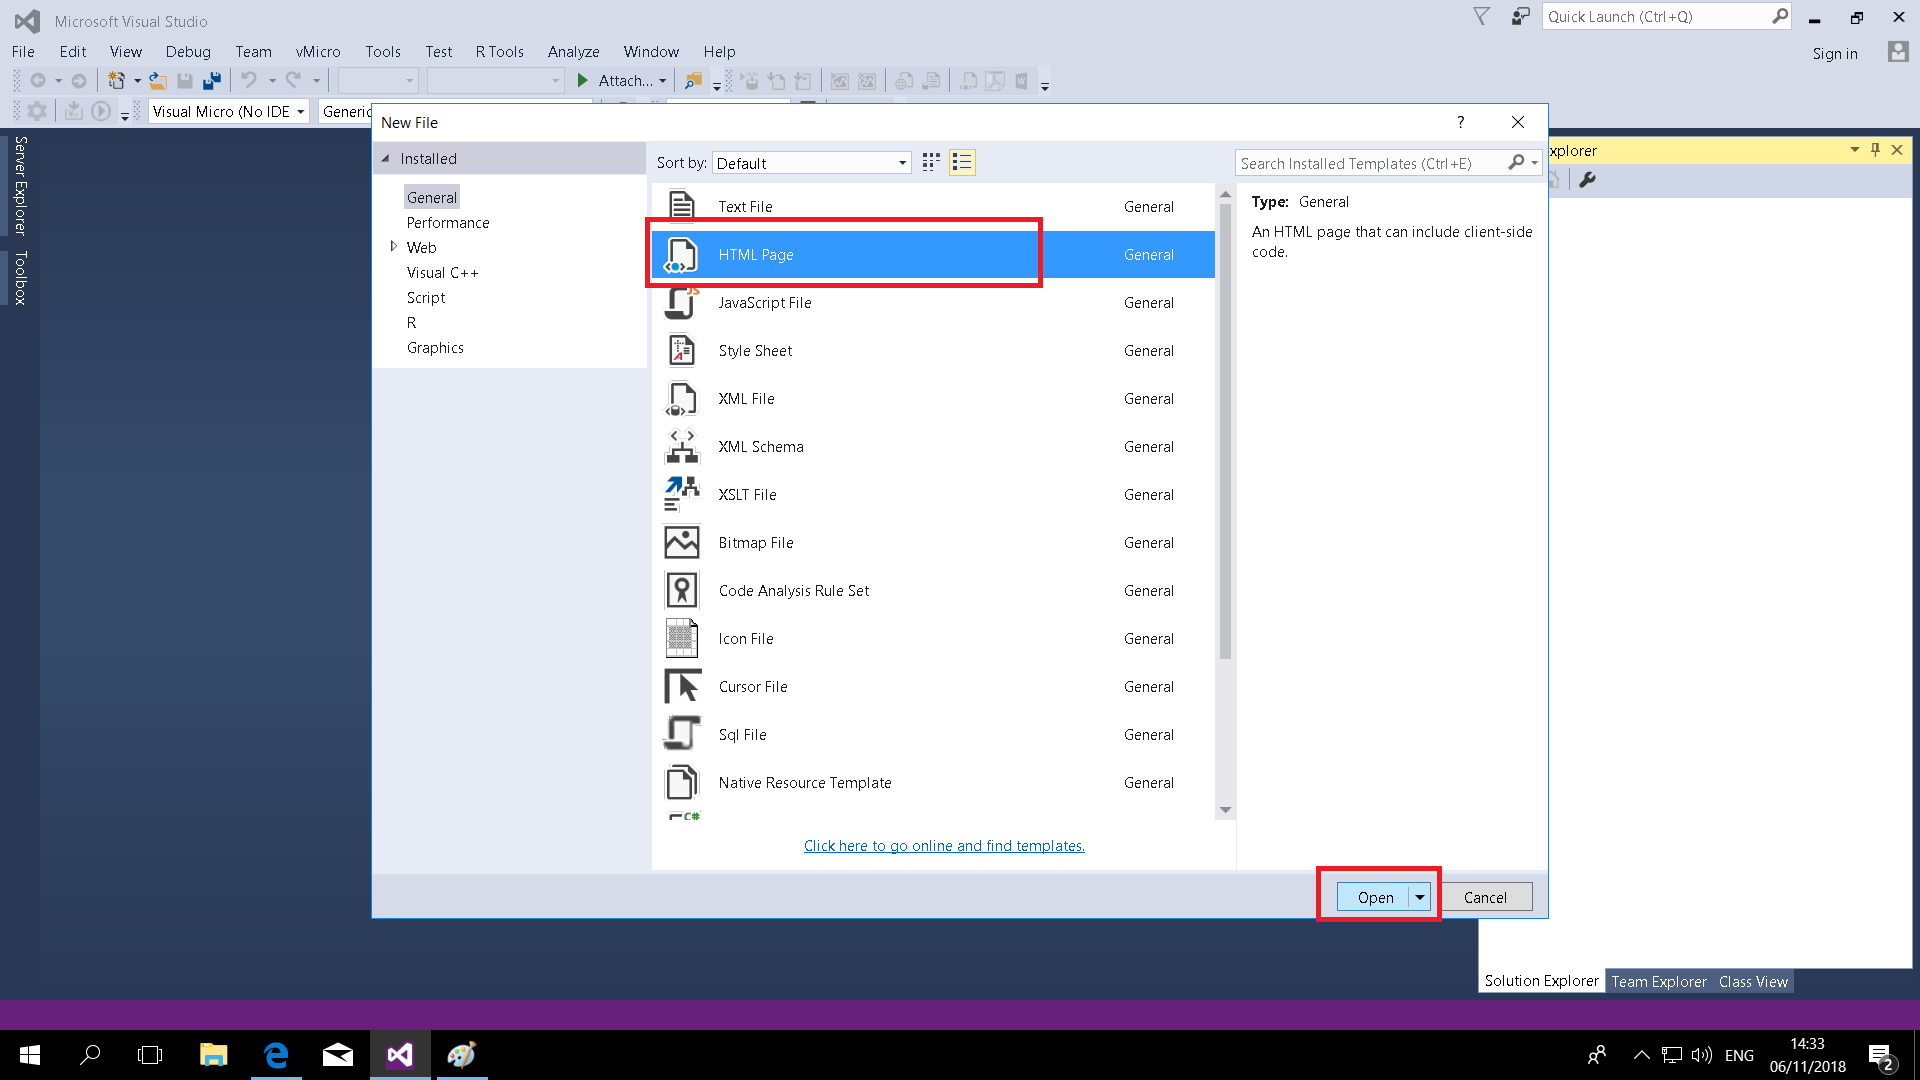 Microsoft Visual Studio
Quick Launch (Ctrl+Q)
File Edit View Debug Team vMicro Tools Test R Tools Analyze Window Help
Sign in
Attach...
Visual Micro (No IDE
Generic
Server Explorer
Toolbox
New File
?
xplorer
Installed
Sort by: Default
Search Installed Templates (Ctrl+E)
General
Performance
Web
Visual C++
Script
R
Graphics
Text File General
HTML Page General
JavaScript File General
Style Sheet General
XML File General
XML Schema General
XSLT File General
Bitmap File General
Code Analysis Rule Set General
Icon File General
Cursor File General
Sql File General
Native Resource Template General
C#
Type: General
An HTML page that can include client-side
code.
Click here to go online and find templates.
Open
Cancel
Solution Explorer Team Explorer Class View
ENG
14:33
06/11/2018
2